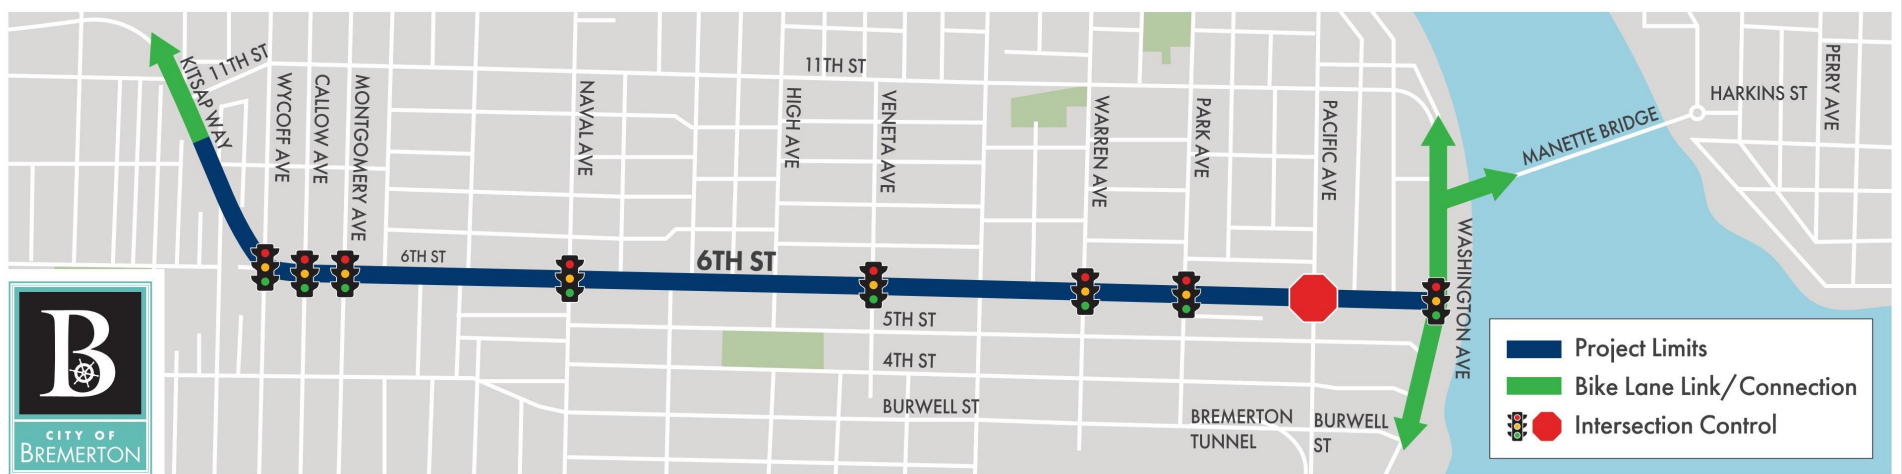 KITSAP WAY
11TH ST
WYCOFF AVE
CALLOW AVE
MONTGOMERY AVE
6TH ST
NAVAL AVE
6TH ST
11TH ST
HIGH AVE
VENETA AVE
5TH ST
4TH ST
BURWELL ST
WARREN AVE
PARK AVE
PACIFIC AVE
BREMERTON
TUNNEL
BURWELL
ST
WASHINGTON AVE
MANETTE BRIDGE
HARKINS ST
PERRY AVE
B
CITY OF
BREMERTON
Project Limits
Bike Lane Link/Connection
Intersection Control